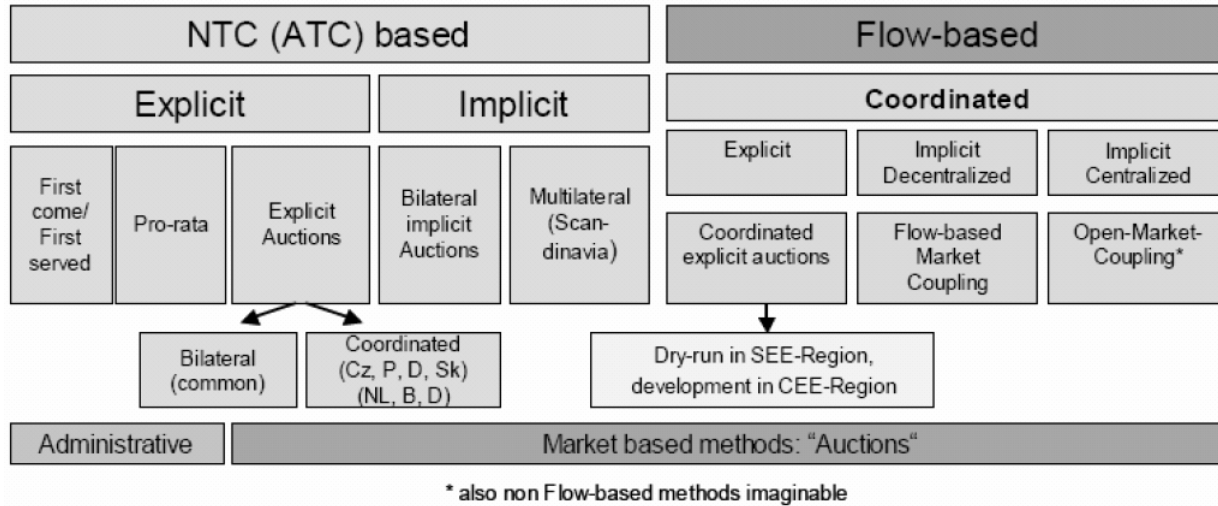 NTC (ATC) based
Flow-based
Explicit
Implicit
Coordinated
First
come/
First
served
Pro-rata
Explicit
Auctions
Bilateral
implicit
Auctions
Multilateral
(Scan-
dinavia)
Explicit
Implicit
Decentralized
Implicit
Centralized
Coordinated
explicit auctions
Flow-based
Market
Coupling
Open-Market-
Coupling*
Bilateral
(common)
Coordinated
(Cz, P, D, Sk)
(NL, B, D)
Dry-run in SEE-Region,
development in CEE-Region
Administrative
Market based methods: “Auctions“
* also non Flow-based methods imaginable